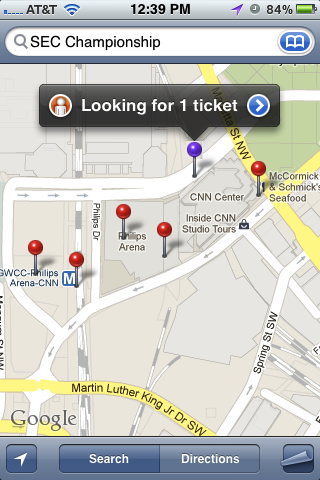 AT&T
12:39 PM
84%
SEC Championship
Looking for 1 ticket
Marietta St NW
McCormick
& Schmick's
Seafood
CNN Center
Inside CNN
Studio Tours
Philips Dr
Philips
Arena
GWCC-Philips
Arena-CNN
M
Spring St SW
Martin Luther King Jr Dr SW
Google
Search
Directions